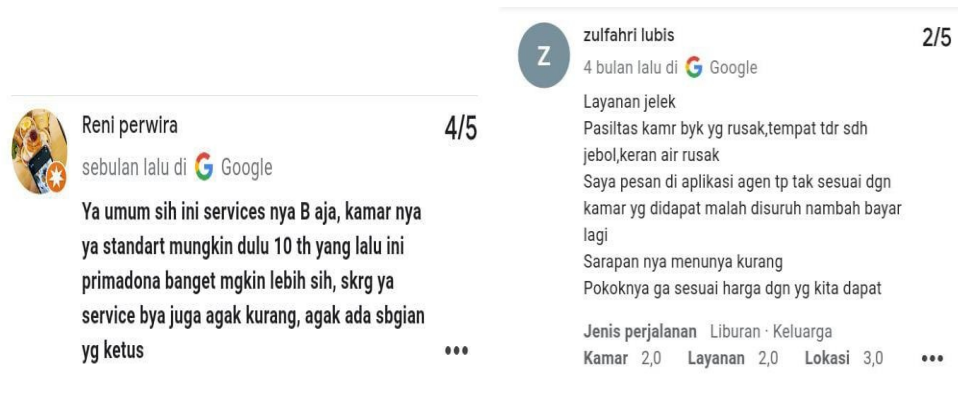 Reni perwira
4/5
sebulan lalu di Google
Ya umum sih ini services nya B aja, kamar nya
ya standart mungkin dulu 10 th yang lalu ini
primadona banget mgkin lebih sih, skrg ya
service bya juga agak kurang, agak ada sbgian
yg ketus
Z
zulfahri lubis
2/5
4 bulan lalu di Google
Layanan jelek
Pasiltas kamr byk yg rusak,tempat tdr sdh
jebol,keran air rusak
Saya pesan di aplikasi agen tp tak sesuai dgn
kamar yg didapat malah disuruh nambah bayar
lagi
Sarapan nya menunya kurang
Pokoknya ga sesuai harga dgn yg kita dapat
Jenis perjalanan Liburan · Keluarga
Kamar 2,0 Layanan 2,0 Lokasi 3,0